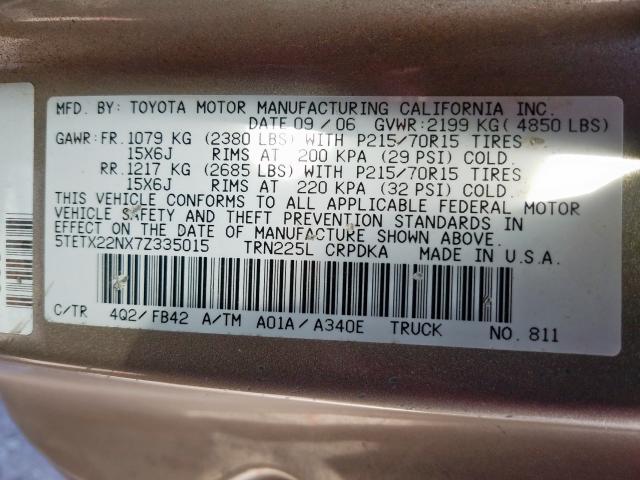 MFD. BY: TOYOTA MOTOR MANUFACTURING CALIFORNIA INC.
DATE 09 / 06 GVWR: 2199 KG( 4850 LBS)
GAWR: FR. 1079 KG (2380 LBS) WITH P215/70R15 TIRES
15X6J RIMS AT 200 KPA (29 PSI) COLD.
RR. 1217 KG (2685 LBS) WITH P215/70R15 TIRES
15X6J RIMS AT 220 KPA (32 PSI) COLD.
THIS VEHICLE CONFORMS TO ALL APPLICABLE FEDERAL MOTOR
VEHICLE SAFETY AND THEFT PREVENTION STANDARDS IN
EFFECT ON THE DATE OF MANUFACTURE SHOWN ABOVE.
5TETX22NX7Z335015 TRN225L CRPDKA MADE IN U.S.A.
C/TR 4Q2/ FB42 A/TM A01A/ A340E TRUCK NO. 811